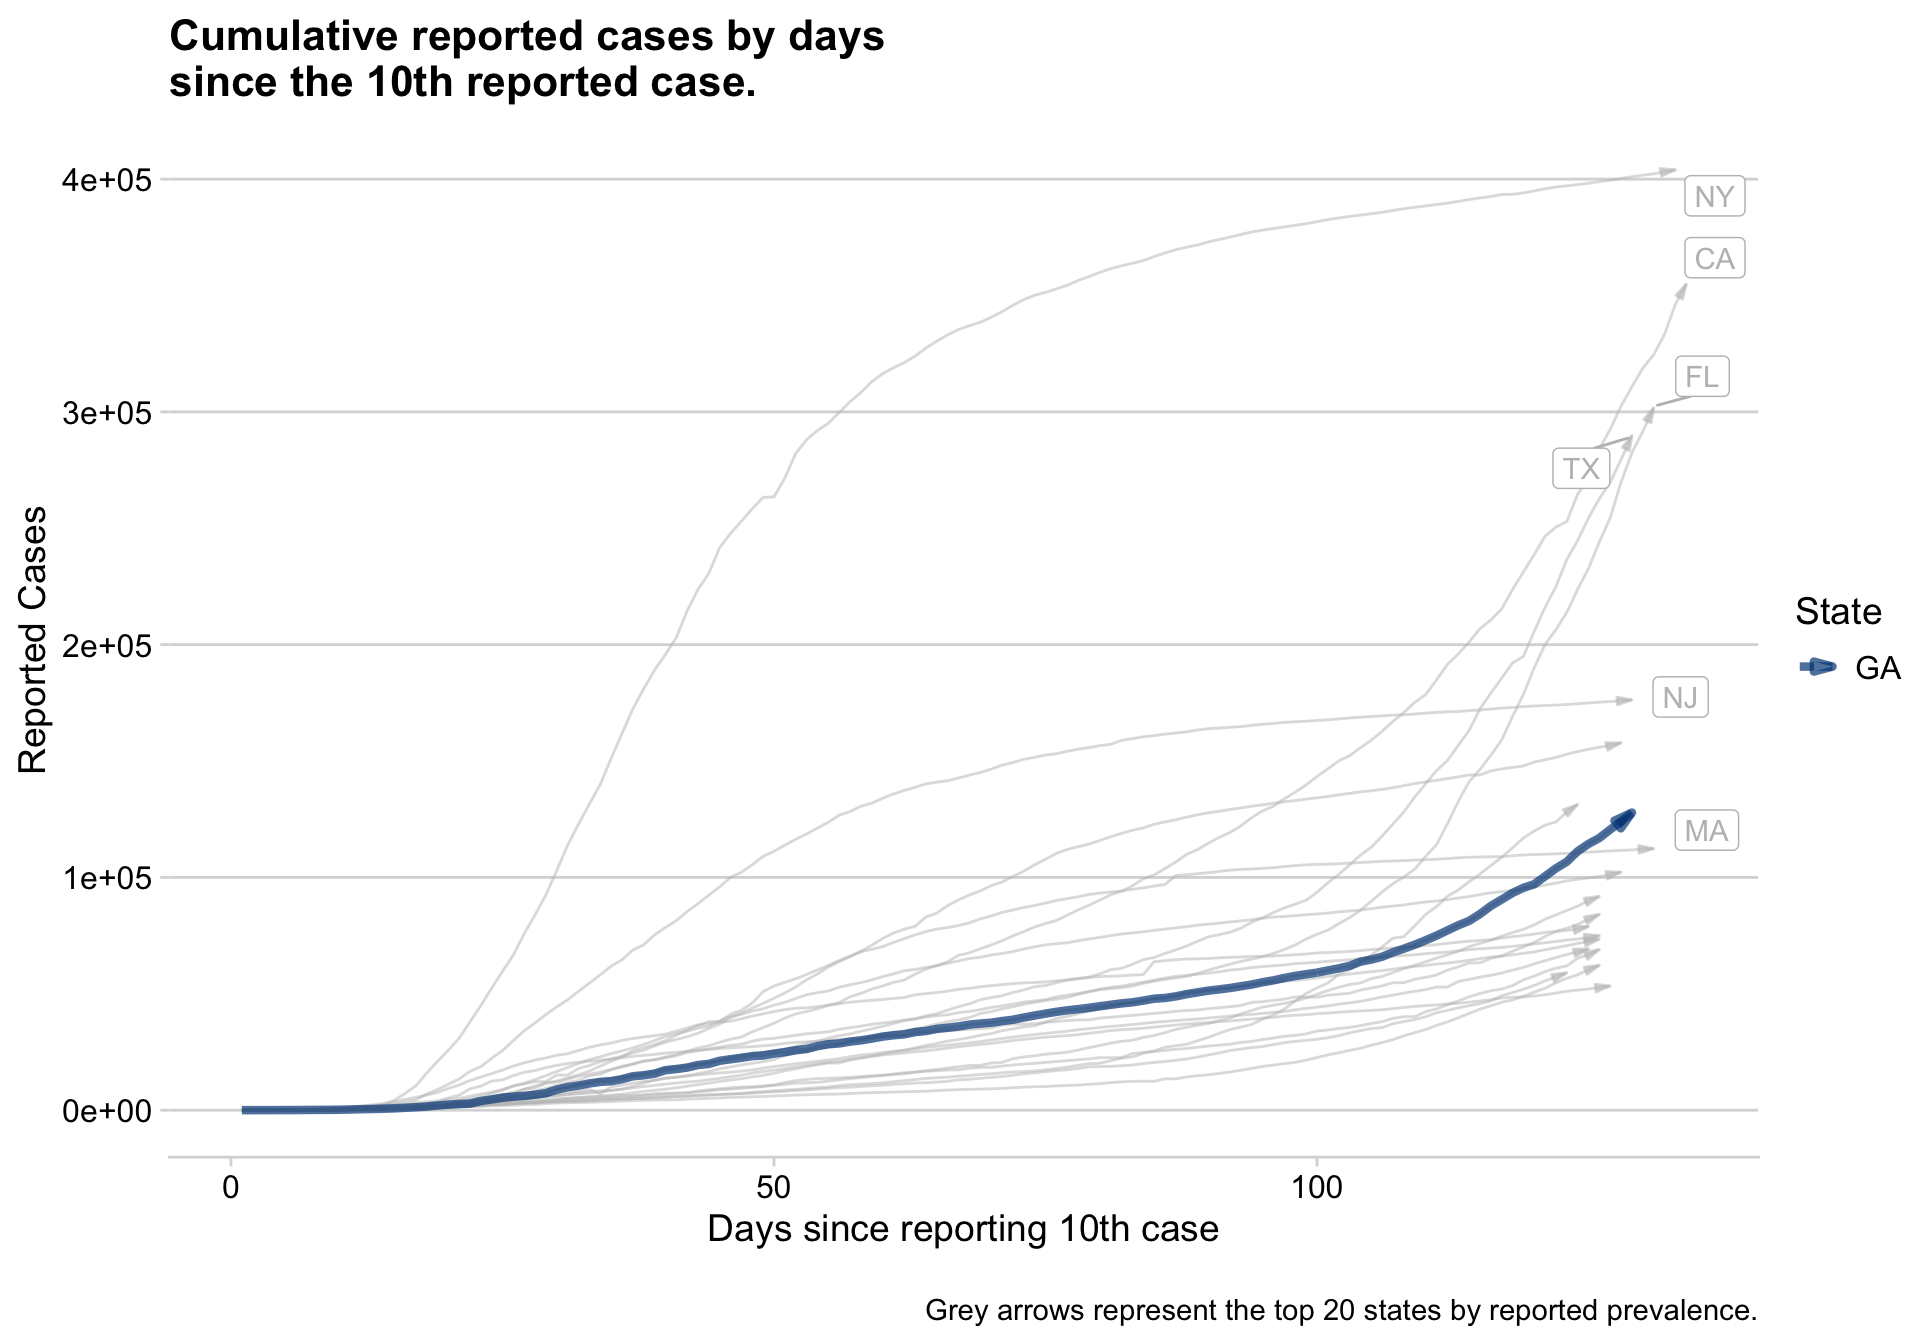 Cumulative reported cases by days
since the 10th reported case.
4e+05
NY
CA
FL
3e+05
TX
Reported Cases
State
2e+05
GA
NJ
MA
1e+05
0e+00
0 50 100
Days since reporting 10th case
Grey arrows represent the top 20 states by reported prevalence.